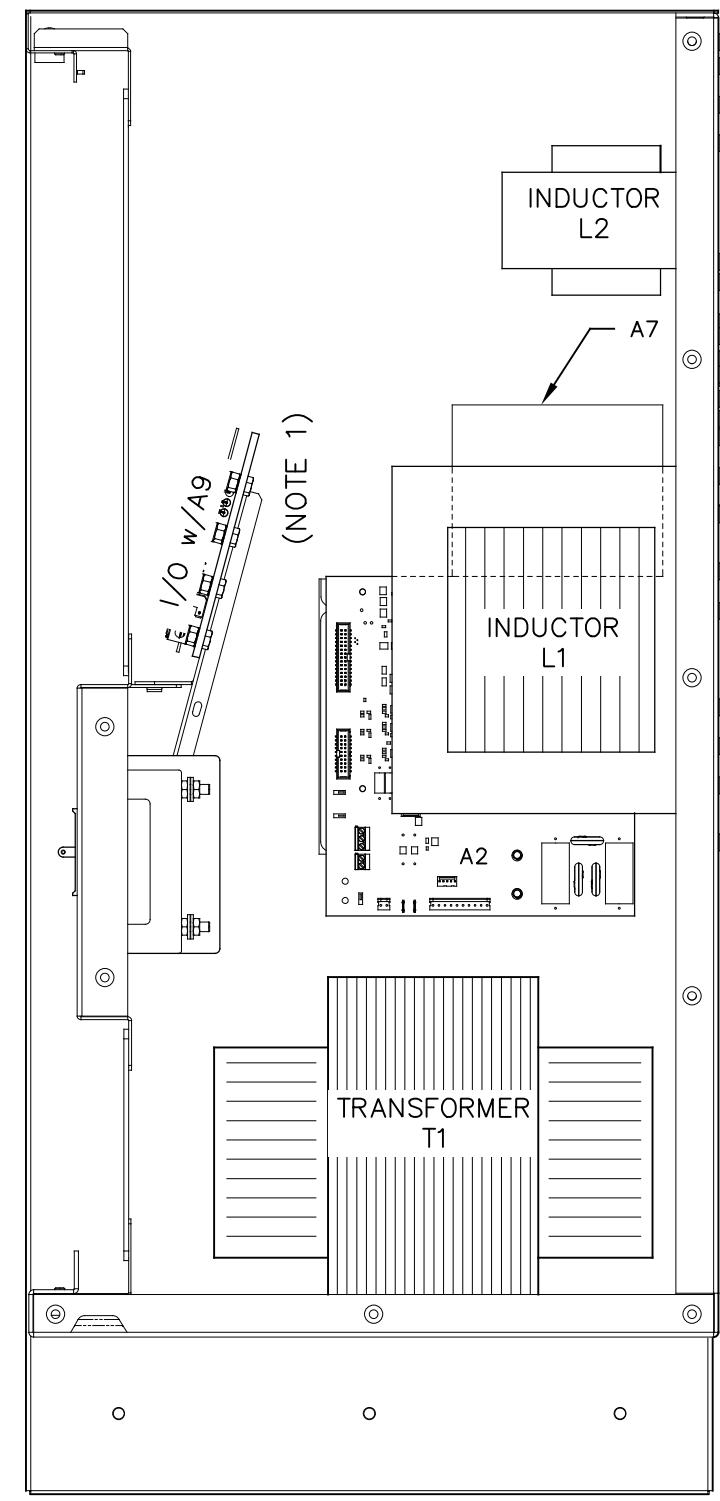 INDUCTOR
L2
A7
I/O w/A9
(NOTE 1)
INDUCTOR
L1
A2
TRANSFORMER
T1